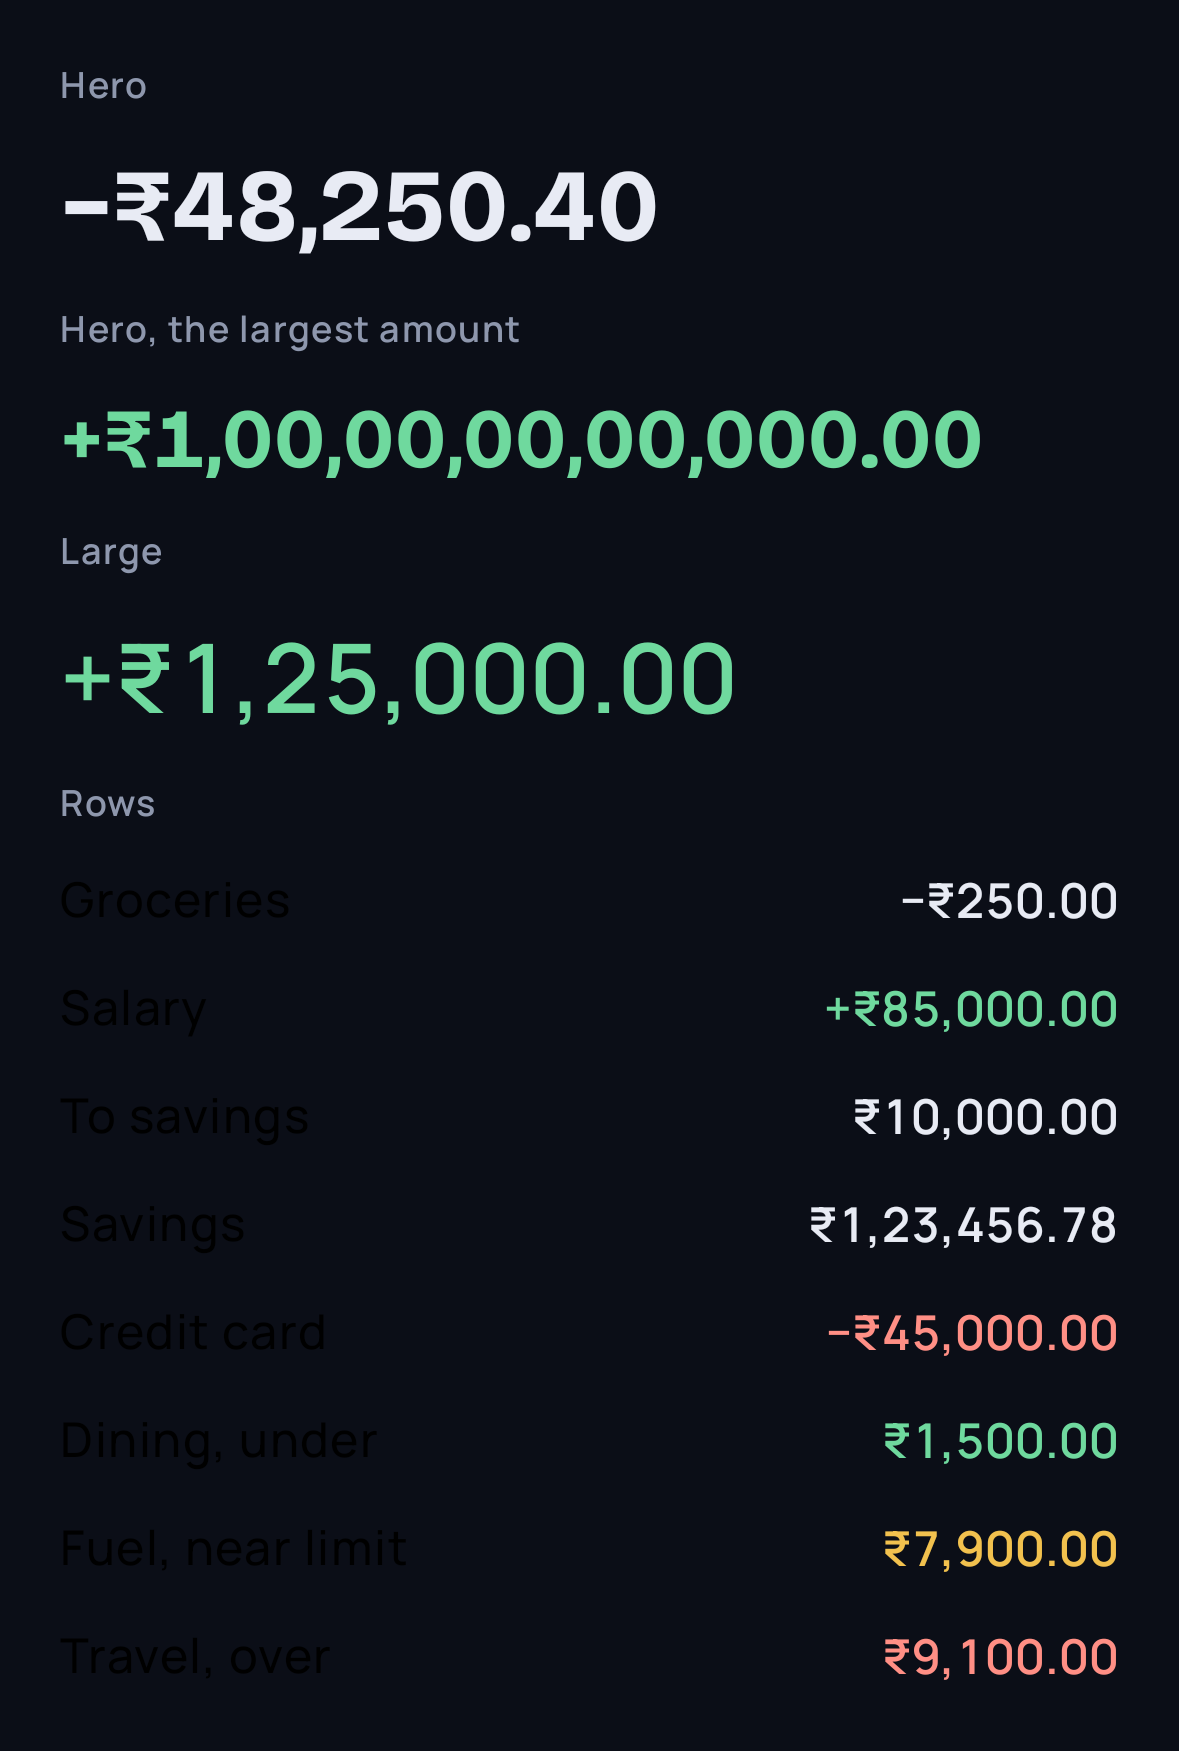 Hero
−₹48,250.40
Hero, the largest amount
+₹1,00,00,00,00,000.00
Large
+₹1,25,000.00
Rows
Groceries −₹250.00
Salary +₹85,000.00
To savings ₹10,000.00
Savings ₹1,23,456.78
Credit card −₹45,000.00
Dining, under ₹1,500.00
Fuel, near limit ₹7,900.00
Travel, over ₹9,100.00